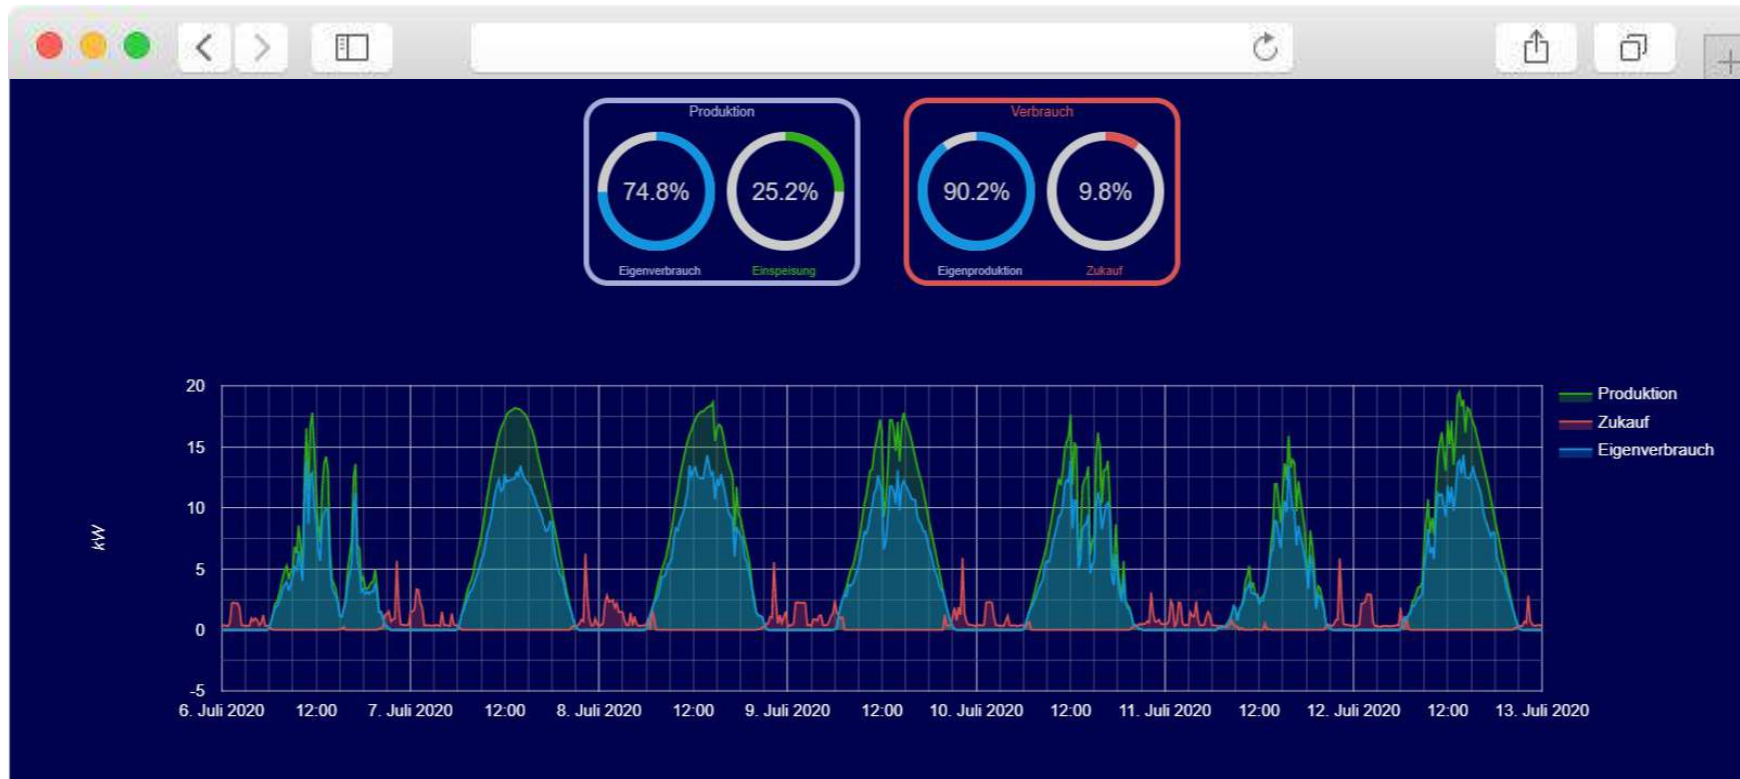 Produktion
74.8% 25.2%
Eigenverbrauch Einspeisung
Verbrauch
90.2% 9.8%
Eigenproduktion Zukauf
kW
20
15
10
5
0
-5
6. Juli 2020 12:00 7. Juli 2020 12:00 8. Juli 2020 12:00 9. Juli 2020 12:00 10. Juli 2020 12:00 11. Juli 2020 12:00 12. Juli 2020 12:00 13. Juli 2020
Produktion
Zukauf
Eigenverbrauch